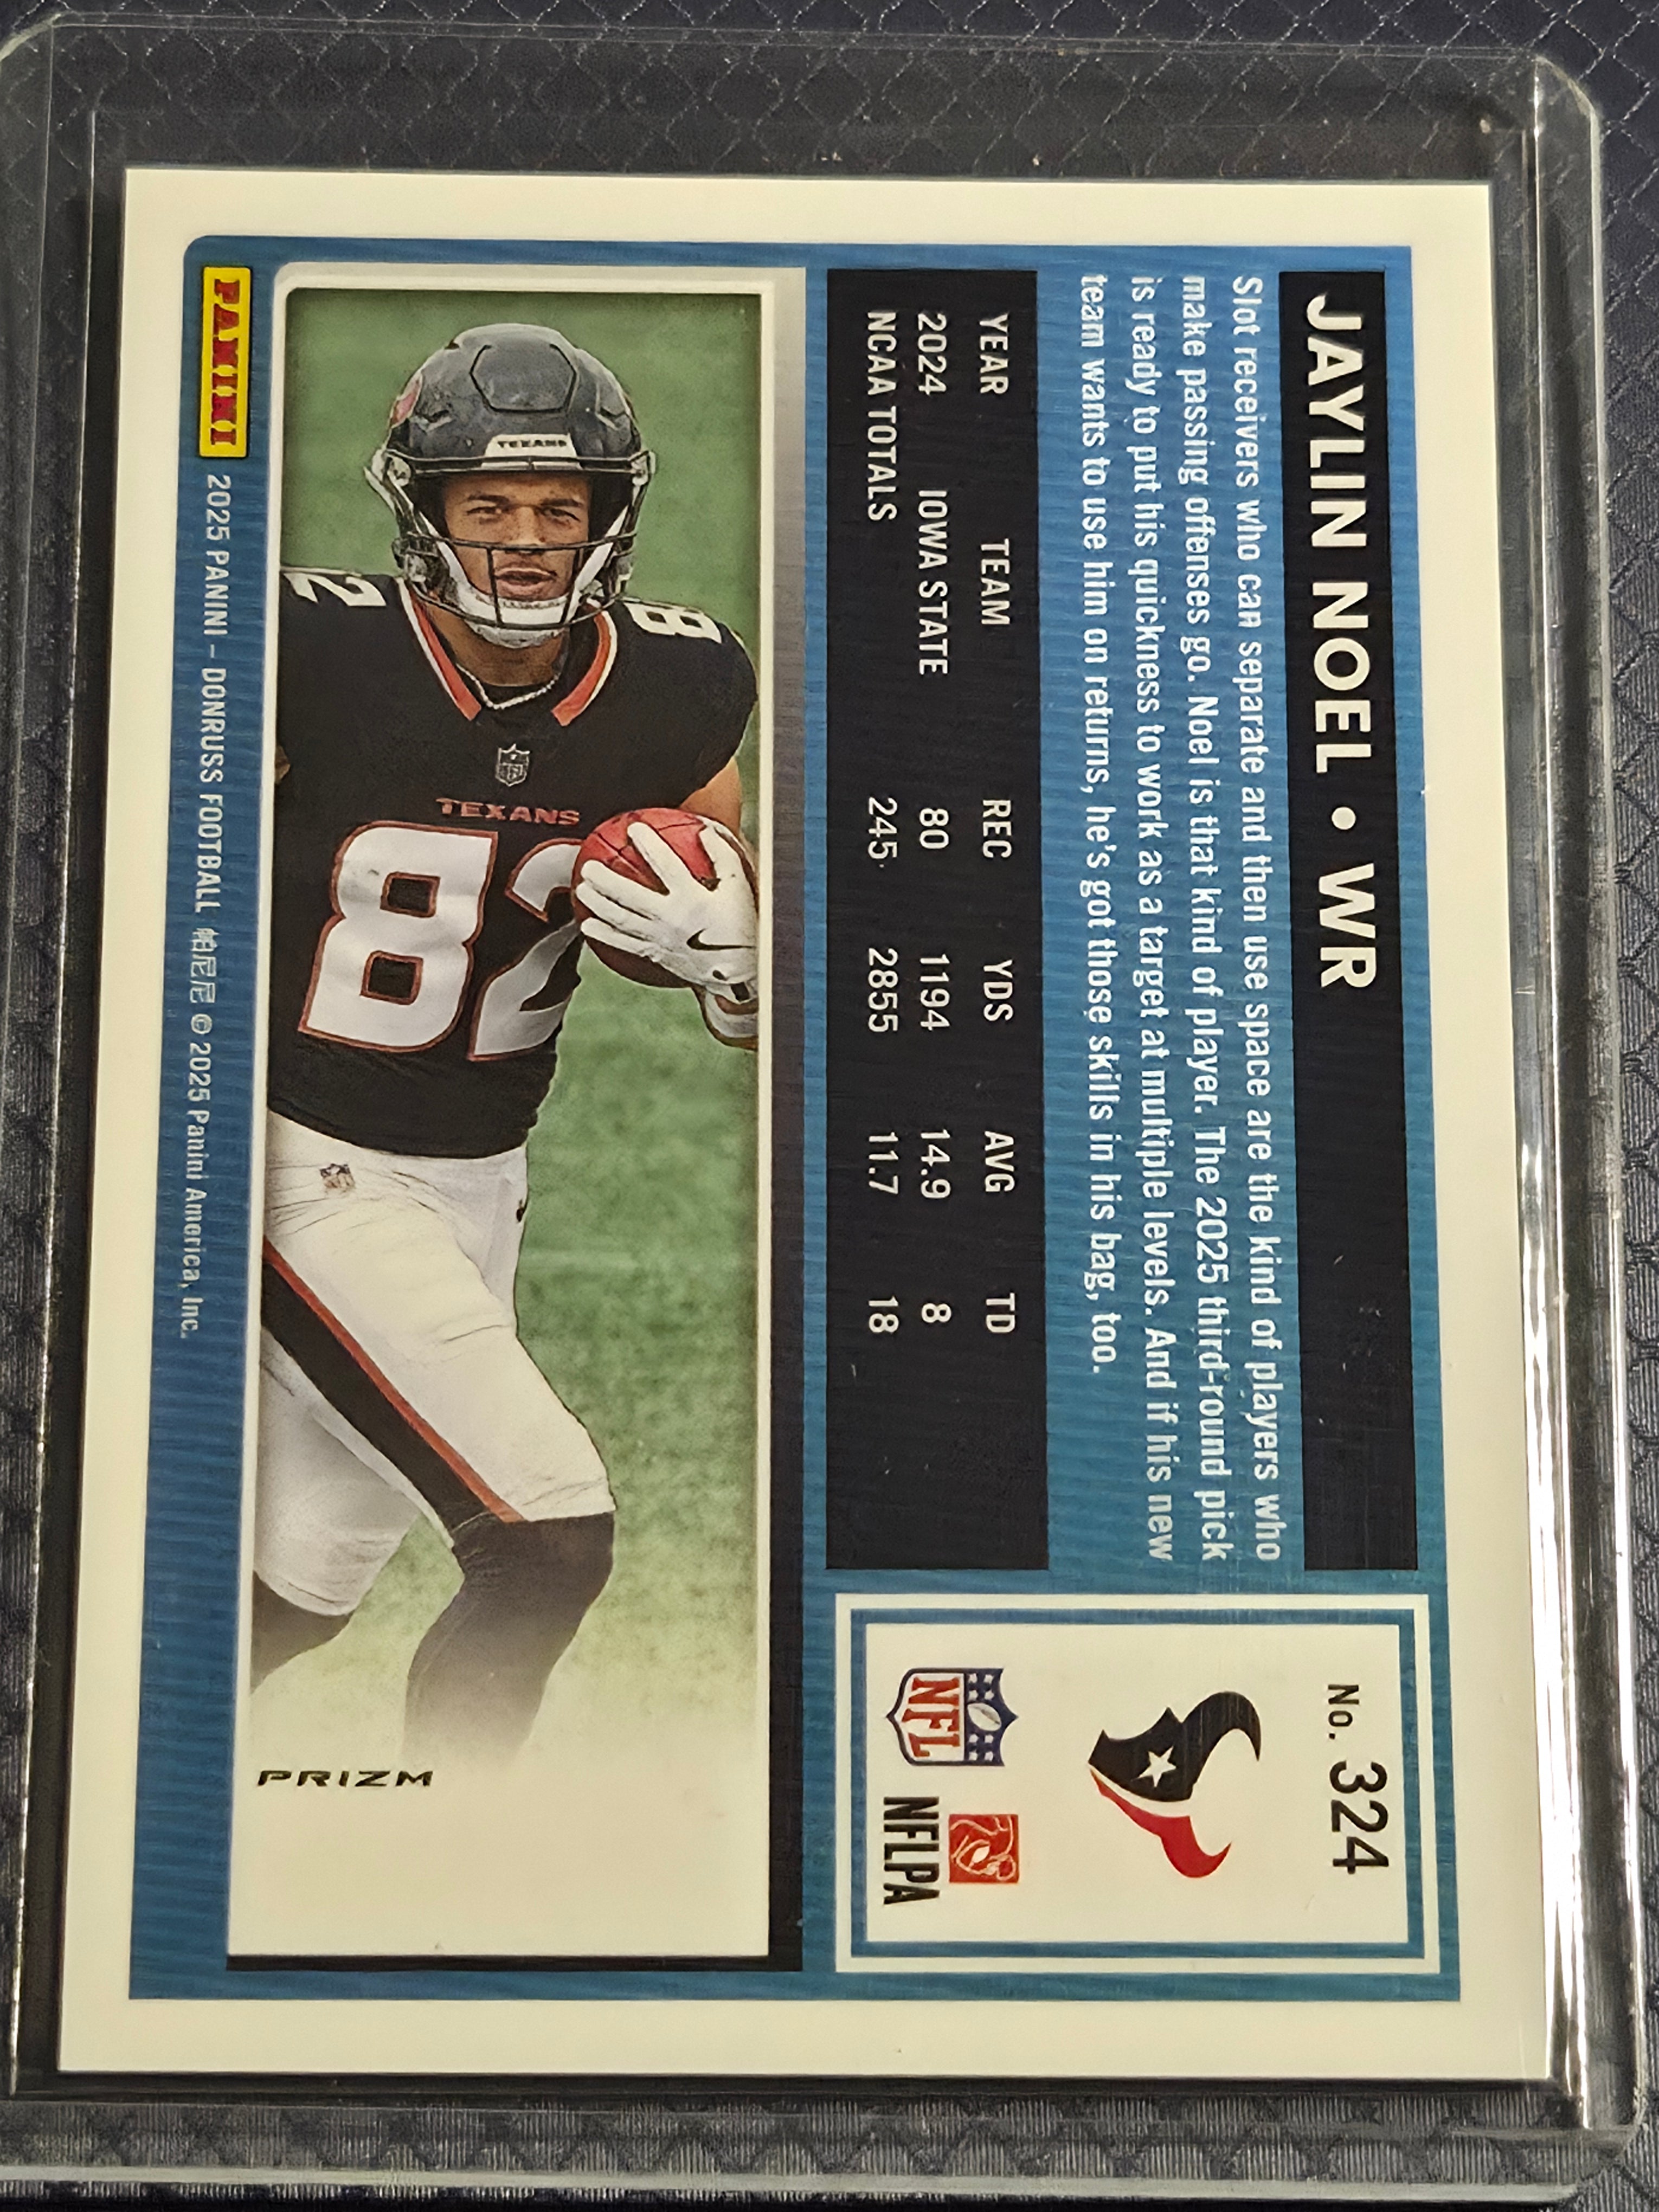 JAYLIN NOEL • WR
Slot receivers who can separate and then use space are the kind of players who
make passing offenses go. Noel is that kind of player. The 2025 third-round pick
is ready to put his quickness to work as a target at multiple levels. And if his new
team wants to use him on returns, he's got those skills in his bag, too.
YEAR TEAM REC YDS AVG TD
2024 IOWA STATE 80 1194 14.9 8
NCAA TOTALS 245 2855 11.7 18
No. 324
NFL
NFLPA
TEXANS
82
TEXANS
82
PRIZM
PANINI 2025 PANINI – DONRUSS FOOTBALL 帕尼尼 © 2025 Panini America, Inc.